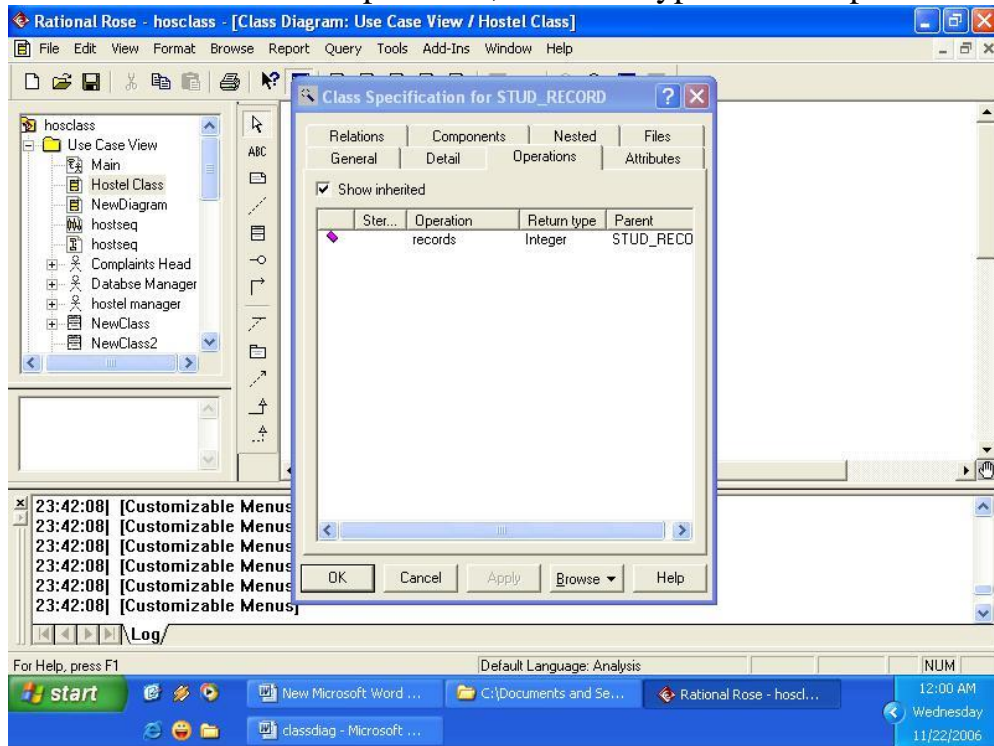 Rational Rose - hosclass - [Class Diagram: Use Case View / Hostel Class]
File Edit View Format Browse Report Query Tools Add-Ins Window Help
hosclass
Use Case View
Main
Hostel Class
NewDiagram
hostseq
hostseq
Complaints Head
Databse Manager
hostel manager
NewClass
NewClass2
ABC
Class Specification for STUD_RECORD
Relations Components Nested Files
General Detail Operations Attributes
Show inherited
Ster... Operation Return type Parent
records Integer STUD_RECO
OK Cancel Apply Browse Help
23:42:08| [Customizable Menus
23:42:08| [Customizable Menus
23:42:08| [Customizable Menus
23:42:08| [Customizable Menus
23:42:08| [Customizable Menus
23:42:08| [Customizable Menus]
Log
For Help, press F1 Default Language: Analysis NUM
start New Microsoft Word ... C:\Documents and Se... Rational Rose - hoscl... 12:00 AM
classdiag - Microsoft ... Wednesday
11/22/2006